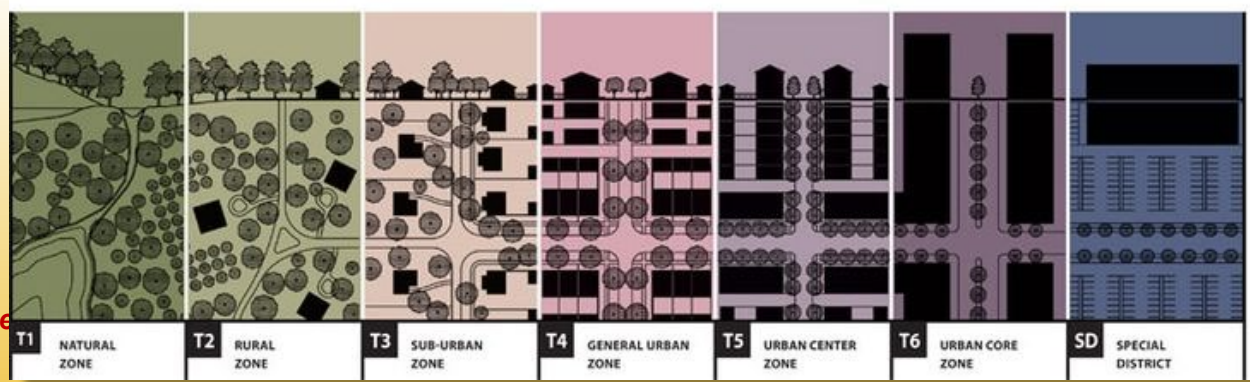 T1 NATURAL
ZONE
T2 RURAL
ZONE
T3 SUB-URBAN
ZONE
T4 GENERAL URBAN
ZONE
T5 URBAN CENTER
ZONE
T6 URBAN CORE
ZONE
SD SPECIAL
DISTRICT